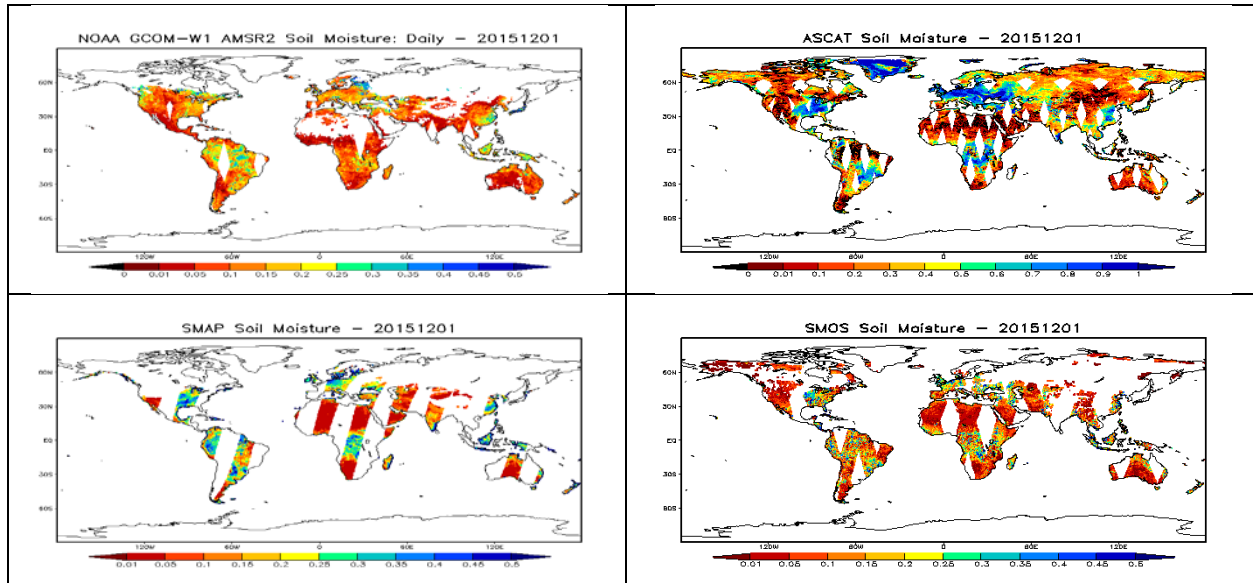 NOAA GCOM-W1 AMSR2 Soil Moisture: Daily - 20151201
60N
30N
EQ
30S
60S
120W 60W 0 60E 120E
0 0.01 0.05 0.1 0.15 0.2 0.25 0.3 0.35 0.4 0.45 0.5
ASCAT Soil Moisture - 20151201
60N
30N
EQ
30S
60S
120W 60W 0 60E 120E
0 0.01 0.1 0.2 0.3 0.4 0.5 0.6 0.7 0.8 0.9 1
SMAP Soil Moisture - 20151201
60N
30N
EQ
30S
60S
120W 60W 0 60E 120E
0.01 0.05 0.1 0.15 0.2 0.25 0.3 0.35 0.4 0.45 0.5
SMOS Soil Moisture - 20151201
60N
30N
EQ
30S
60S
120W 60W 0 60E 120E
0.01 0.05 0.1 0.15 0.2 0.25 0.3 0.35 0.4 0.45 0.5